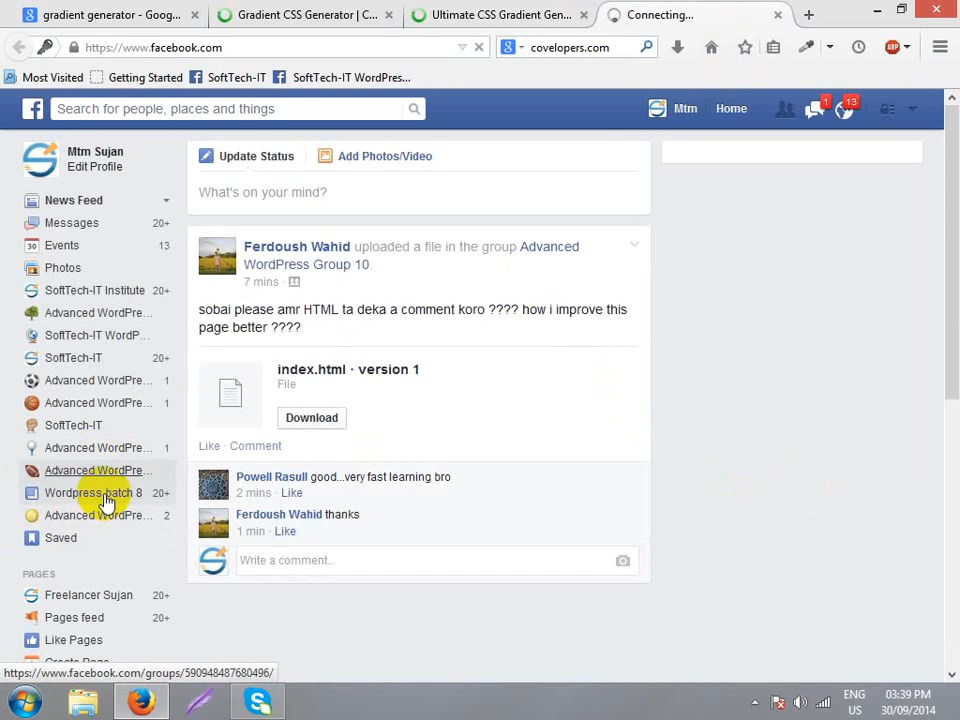 gradient generator - Goog...
Gradient CSS Generator | C...
Ultimate CSS Gradient Gen...
Connecting...
https://www.facebook.com
covelopers.com
Most Visited
Getting Started
SoftTech-IT
SoftTech-IT WordPres...
Search for people, places and things
Mtm
Home
1
13
Mtm Sujan
Edit Profile
News Feed
Messages 20+
Events 13
Photos
SoftTech-IT Institute 20+
Advanced WordPre...
SoftTech-IT WordP...
SoftTech-IT 20+
Advanced WordPre... 1
Advanced WordPre... 1
SoftTech-IT
Advanced WordPre... 1
Advanced WordPre...
Wordpress batch 8 20+
Advanced WordPre... 2
Saved
PAGES
Freelancer Sujan 20+
Pages feed 20+
Like Pages
Create Page
Update Status
Add Photos/Video
What's on your mind?
Ferdoush Wahid uploaded a file in the group Advanced
WordPress Group 10.
7 mins ·
sobai please amr HTML ta deka a comment koro ???? how i improve this
page better ????
index.html · version 1
File
Download
Like · Comment
Powell Rasull good...very fast learning bro
2 mins · Like
Ferdoush Wahid thanks
1 min · Like
Write a comment...
https://www.facebook.com/groups/590948487680496/
ENG
US
03:39 PM
30/09/2014